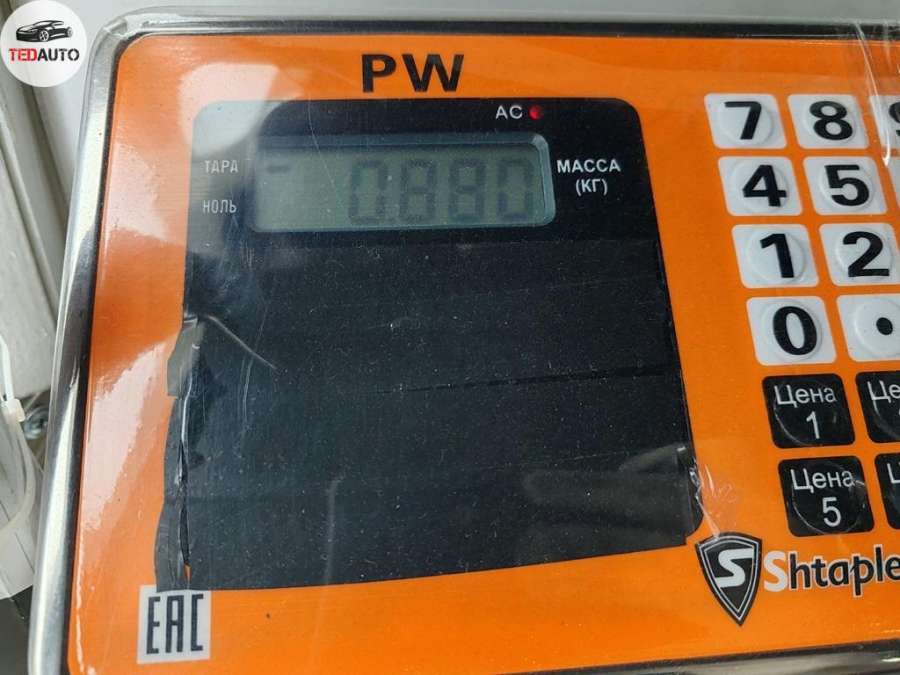 TEDAUTO
PW
AC
ТАРА
- 0.880
МАССА
(КГ)
НОЛЬ
7 8
4 5
1 2
0 .
Цена
1
Цена
5
S
Shtaple
EAC